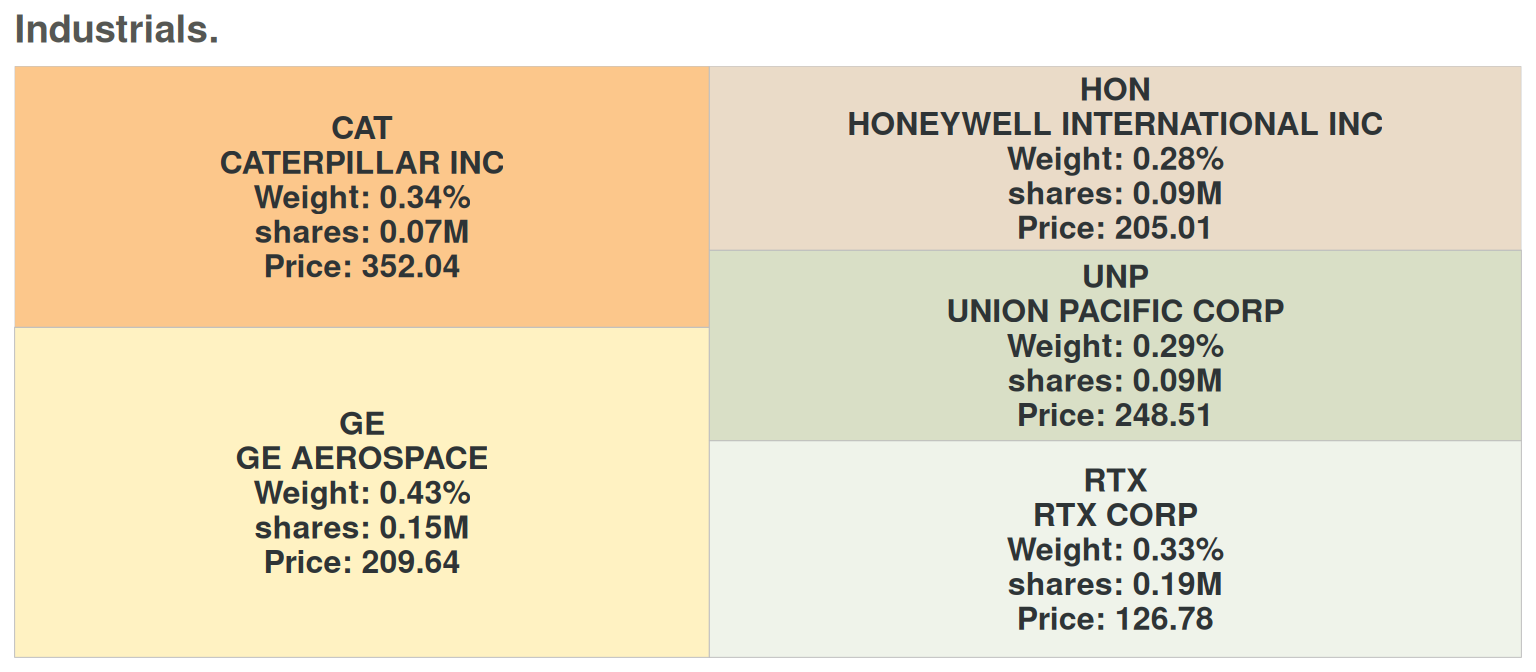 Industrials.
CAT
CATERPILLAR INC
Weight: 0.34%
shares: 0.07M
Price: 352.04
GE
GE AEROSPACE
Weight: 0.43%
shares: 0.15M
Price: 209.64
HON
HONEYWELL INTERNATIONAL INC
Weight: 0.28%
shares: 0.09M
Price: 205.01
UNP
UNION PACIFIC CORP
Weight: 0.29%
shares: 0.09M
Price: 248.51
RTX
RTX CORP
Weight: 0.33%
shares: 0.19M
Price: 126.78